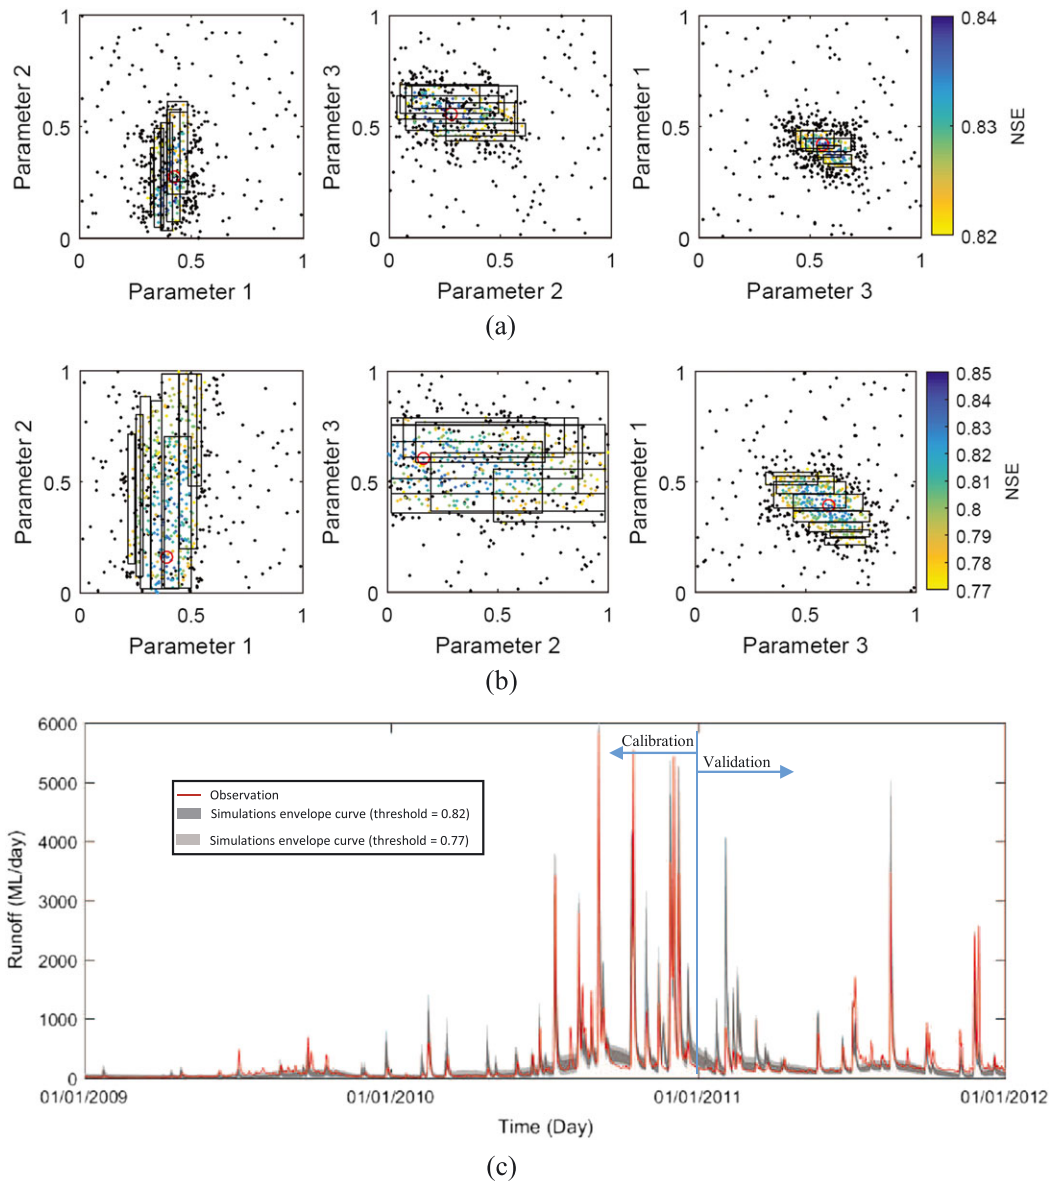 1
0.5
0
0 0.5 1
Parameter 2
Parameter 1
1
0.5
0
0 0.5 1
Parameter 3
Parameter 2
1
0.5
0
0 0.5 1
Parameter 1
Parameter 3
0.84
0.83
0.82
NSE
(a)
1
0.5
0
0 0.5 1
Parameter 2
Parameter 1
1
0.5
0
0 0.5 1
Parameter 3
Parameter 2
1
0.5
0
0 0.5 1
Parameter 1
Parameter 3
0.85
0.84
0.83
0.82
0.81
0.8
0.79
0.78
0.77
NSE
(b)
6000
5000
4000
3000
2000
1000
0
Runoff (ML/day)
Calibration
Validation
Observation
Simulations envelope curve (threshold = 0.82)
Simulations envelope curve (threshold = 0.77)
01/01/2009 01/01/2010 01/01/2011 01/01/2012
Time (Day)
(c)